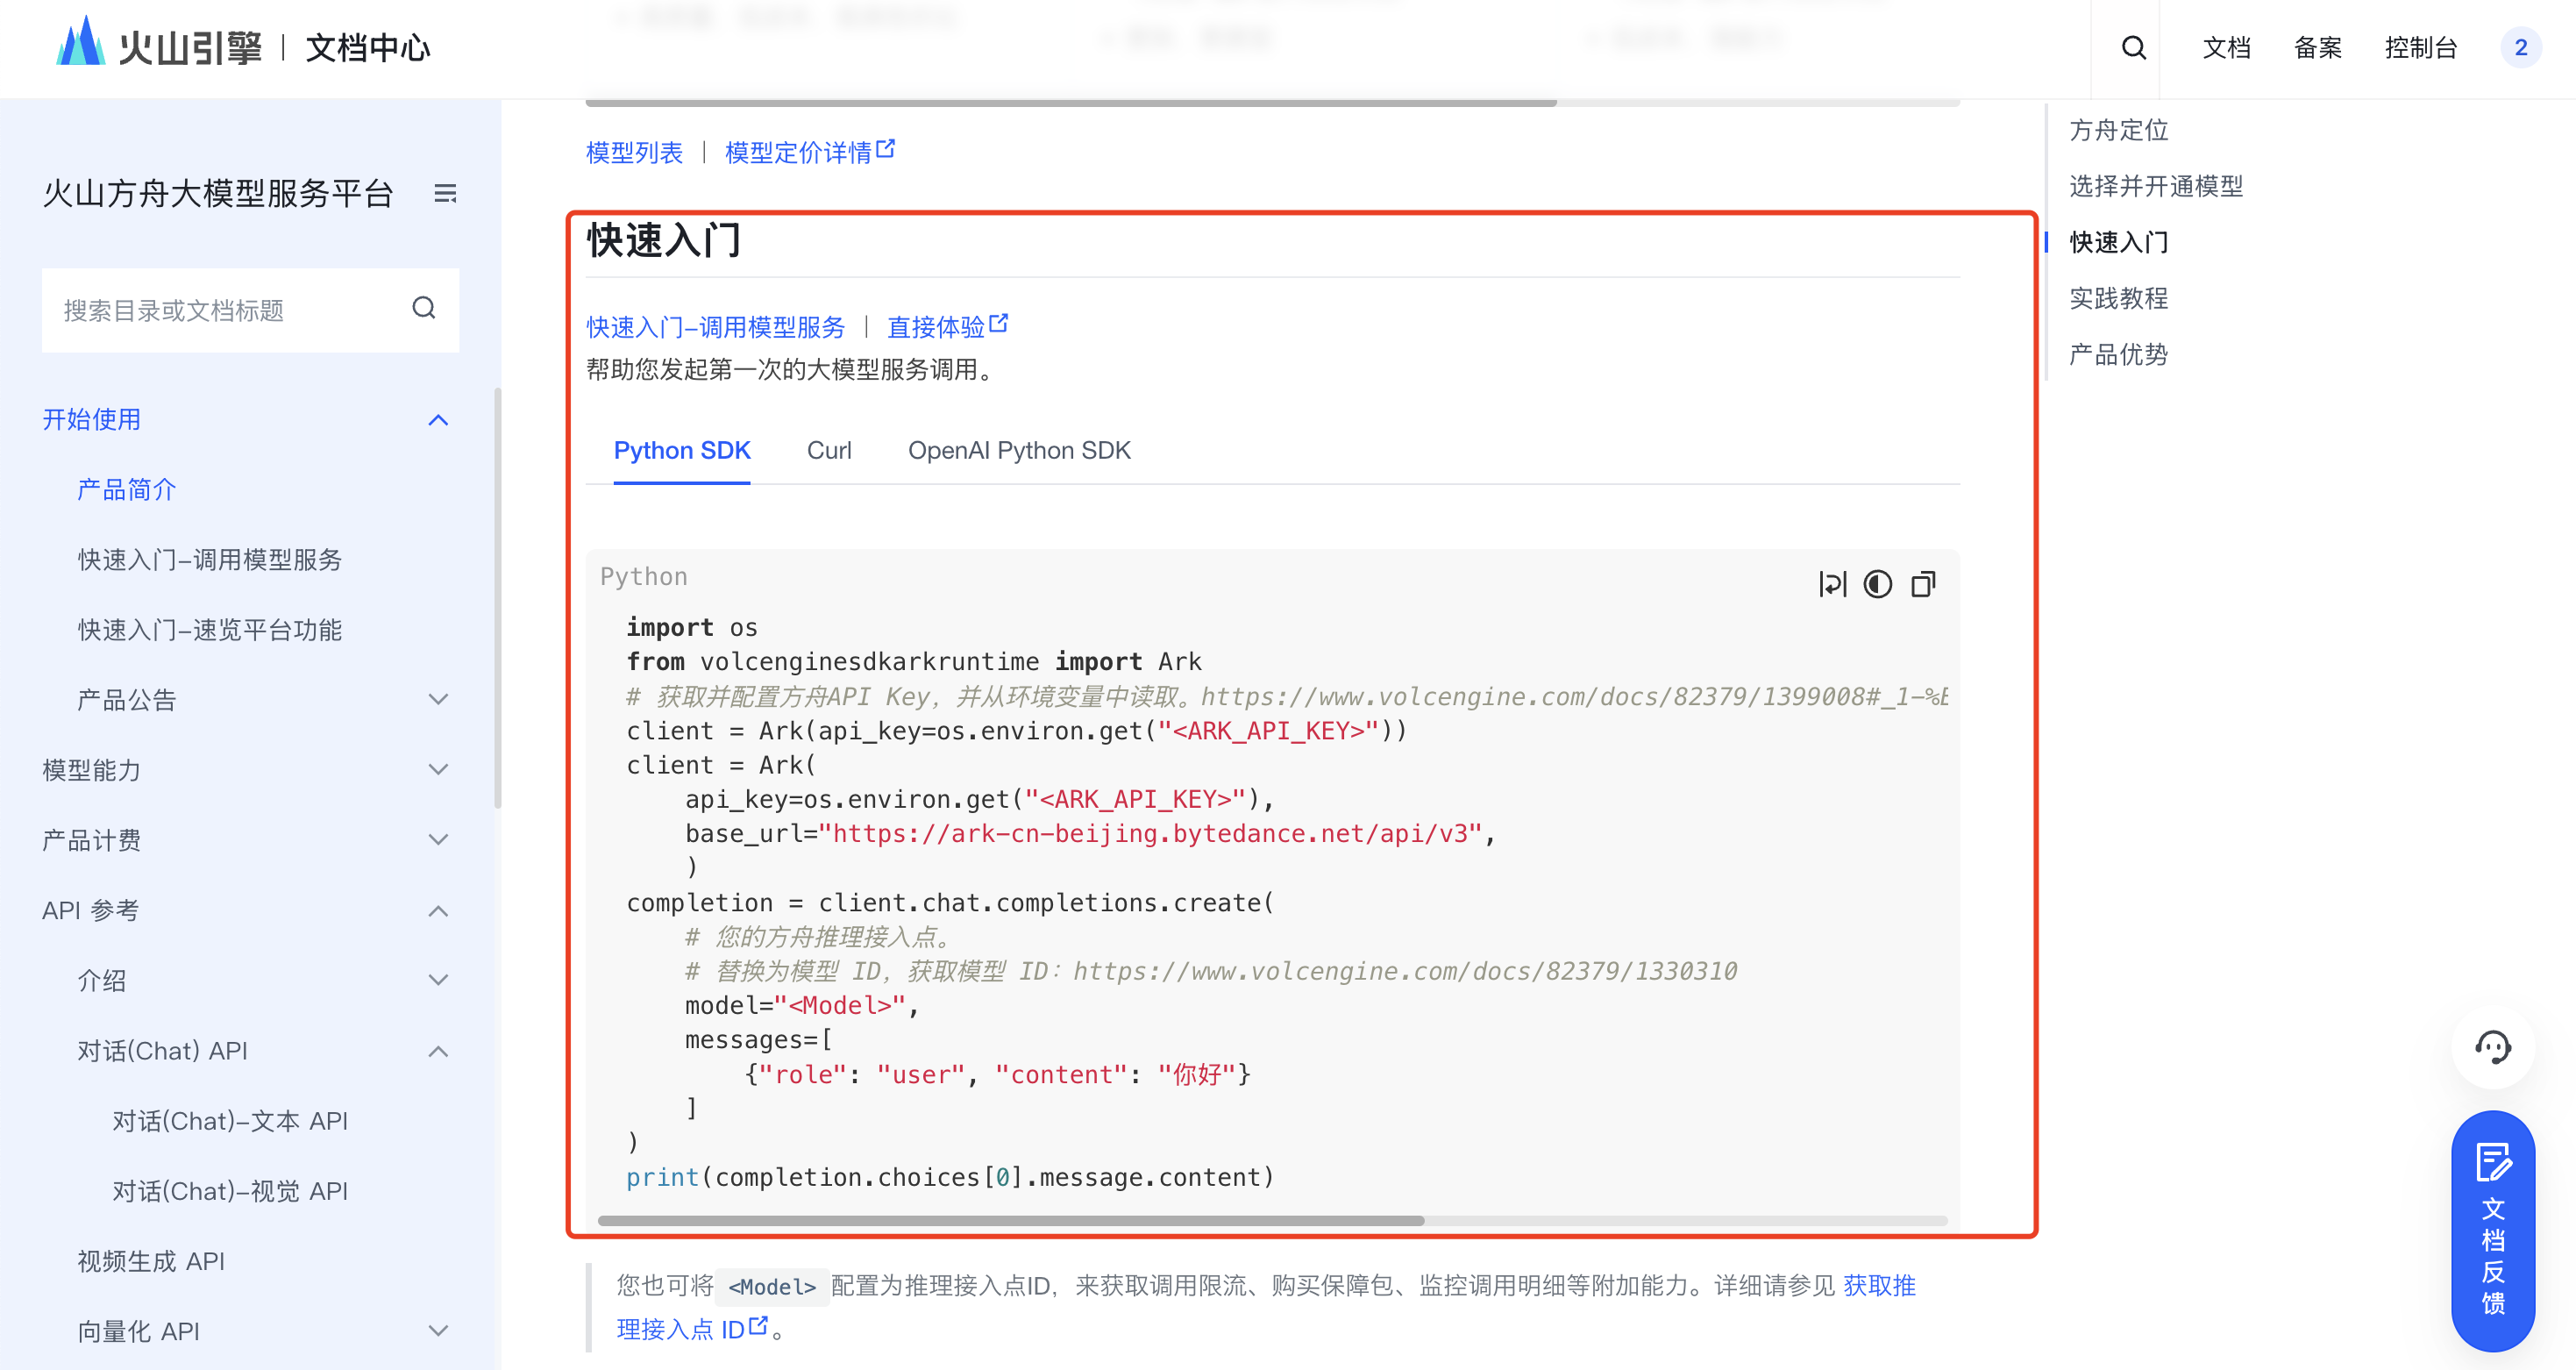 火山引擎 | 文档中心
文档 备案 控制台 2
火山方舟大模型服务平台
搜索目录或文档标题
开始使用
产品简介
快速入门-调用模型服务
快速入门-速览平台功能
产品公告
模型能力
产品计费
API 参考
介绍
对话(Chat) API
对话(Chat)-文本 API
对话(Chat)-视觉 API
视频生成 API
向量化 API
模型列表 | 模型定价详情
快速入门
快速入门-调用模型服务 | 直接体验
帮助您发起第一次的大模型服务调用。
Python SDK Curl OpenAI Python SDK
Python
import os
from volcenginesdkarkruntime import Ark
# 获取并配置方舟API Key，并从环境变量中读取。https://www.volcengine.com/docs/82379/1399008#_1-%E
client = Ark(api_key=os.environ.get("<ARK_API_KEY>"))
client = Ark(
    api_key=os.environ.get("<ARK_API_KEY>"),
    base_url="https://ark-cn-beijing.bytedance.net/api/v3",
    )
completion = client.chat.completions.create(
    # 您的方舟推理接入点。
    # 替换为模型 ID，获取模型 ID：https://www.volcengine.com/docs/82379/1330310
    model="<Model>",
    messages=[
        {"role": "user", "content": "你好"}
    ]
)
print(completion.choices[0].message.content)
您也可将 <Model> 配置为推理接入点ID，来获取调用限流、购买保障包、监控调用明细等附加能力。详细请参见 获取推
理接入点 ID。
方舟定位
选择并开通模型
快速入门
实践教程
产品优势
文档反馈